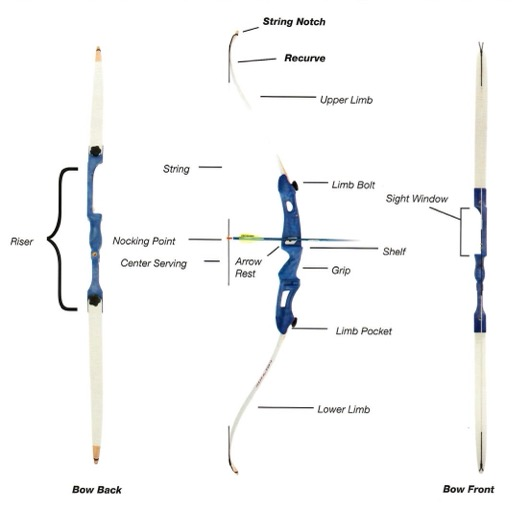 String Notch
Recurve
Upper Limb
String
Limb Bolt
Sight Window
Riser
Nocking Point
Center Serving
Arrow
Rest
Shelf
Grip
Limb Pocket
Lower Limb
Bow Back
Bow Front